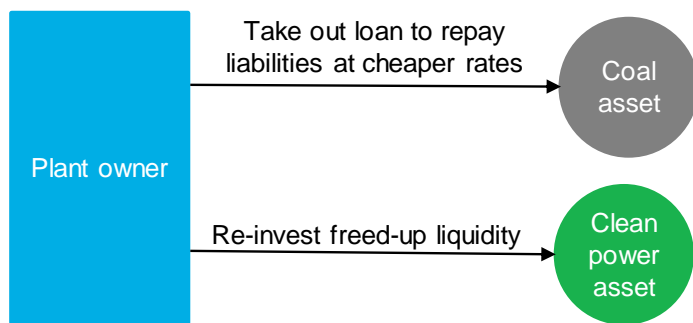 Take out loan to repay
liabilities at cheaper rates
Coal
asset
Plant owner
Re-invest freed-up liquidity
Clean
power
asset